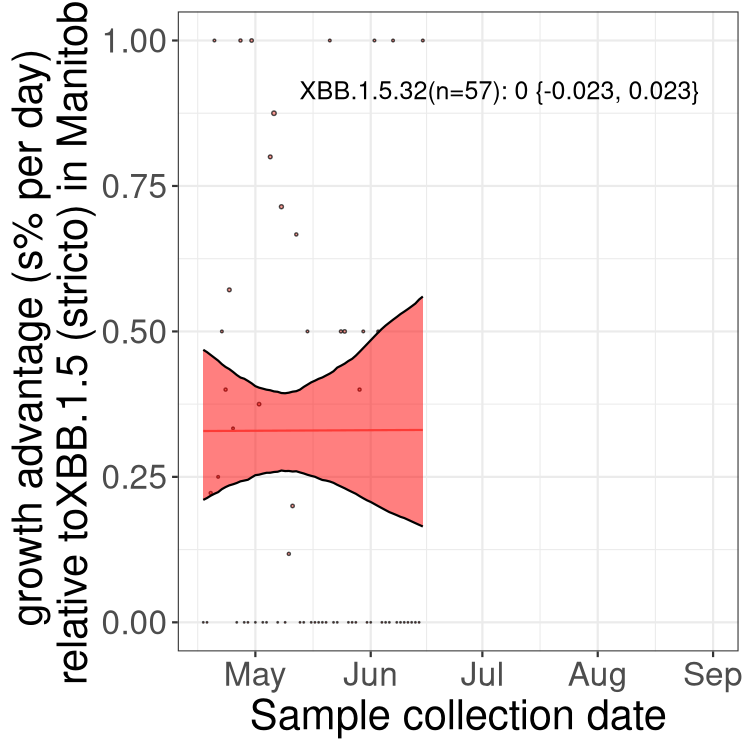 growth advantage (s% per day)
relative toXBB.1.5 (stricto) in Manitob
1.00
0.75
0.50
0.25
0.00
XBB.1.5.32(n=57): 0 {-0.023, 0.023}
May Jun Jul Aug Sep
Sample collection date